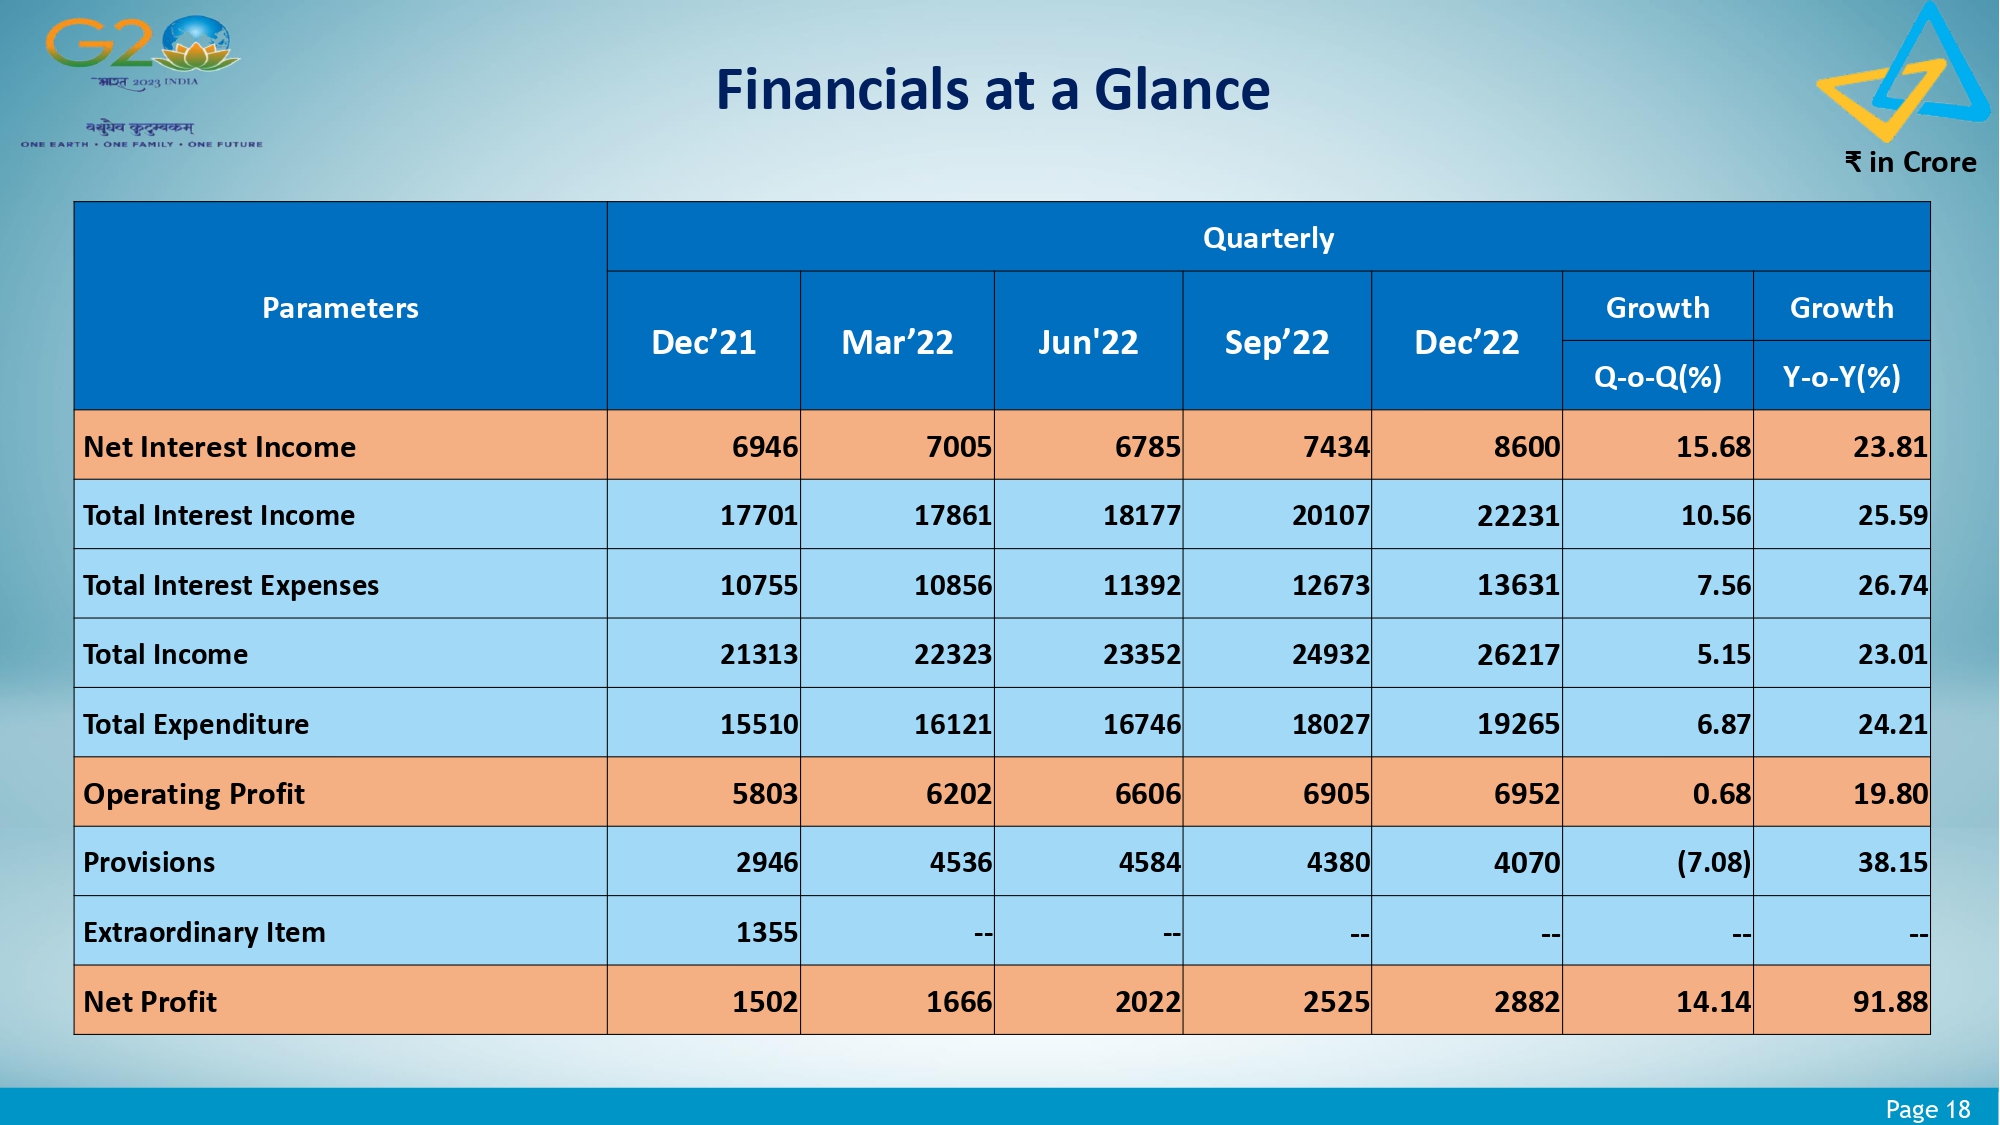 G20
भारत 2023 INDIA
वसुधैव कुटुम्बकम्
ONE EARTH • ONE FAMILY • ONE FUTURE
Financials at a Glance
₹ in Crore
Parameters
Quarterly
Dec’21 Mar’22 Jun'22 Sep’22 Dec’22 Growth Growth
Q-o-Q(%) Y-o-Y(%)
Net Interest Income 6946 7005 6785 7434 8600 15.68 23.81
Total Interest Income 17701 17861 18177 20107 22231 10.56 25.59
Total Interest Expenses 10755 10856 11392 12673 13631 7.56 26.74
Total Income 21313 22323 23352 24932 26217 5.15 23.01
Total Expenditure 15510 16121 16746 18027 19265 6.87 24.21
Operating Profit 5803 6202 6606 6905 6952 0.68 19.80
Provisions 2946 4536 4584 4380 4070 (7.08) 38.15
Extraordinary Item 1355 -- -- -- -- -- --
Net Profit 1502 1666 2022 2525 2882 14.14 91.88
Page 18